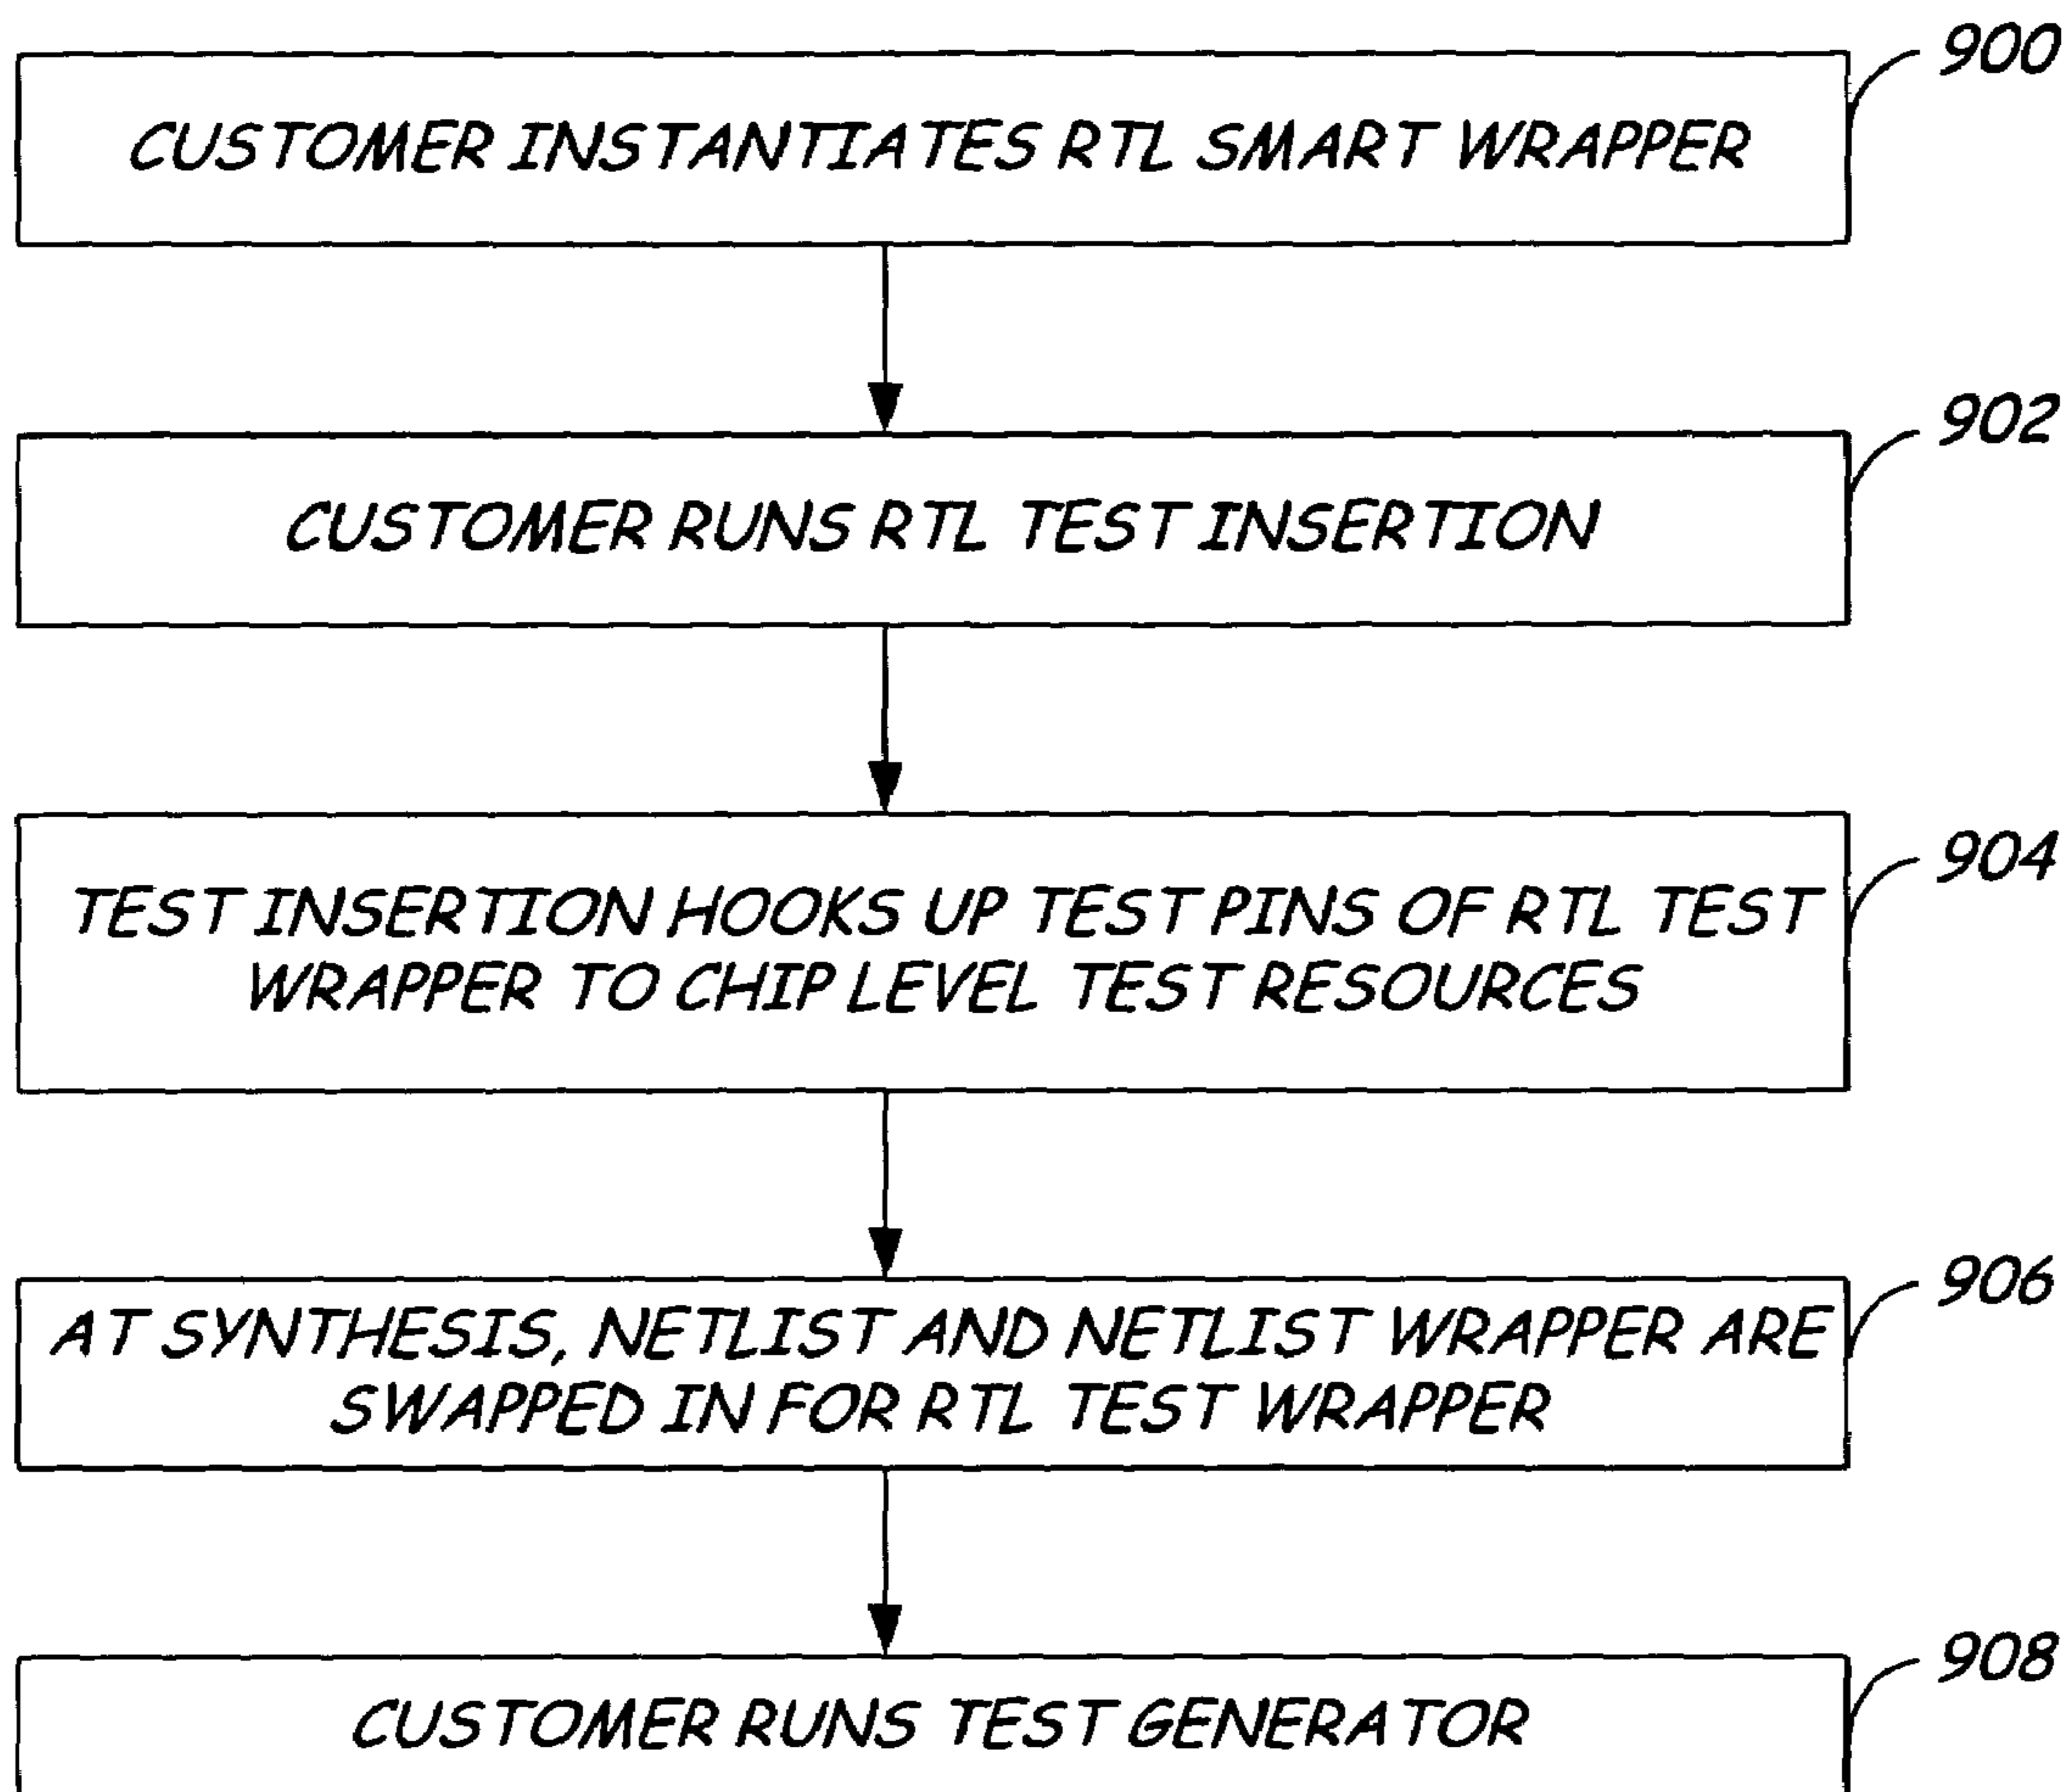 900
CUSTOMER INSTANTIATES RTL SMART WRAPPER
902
CUSTOMER RUNS RTL TEST INSERTION
904
TEST INSERTION HOOKS UP TEST PINS OF RTL TEST
WRAPPER TO CHIP LEVEL TEST RESOURCES
906
AT SYNTHESIS, NETLIST AND NETLIST WRAPPER ARE
SWAPPED IN FOR RTL TEST WRAPPER
908
CUSTOMER RUNS TEST GENERATOR